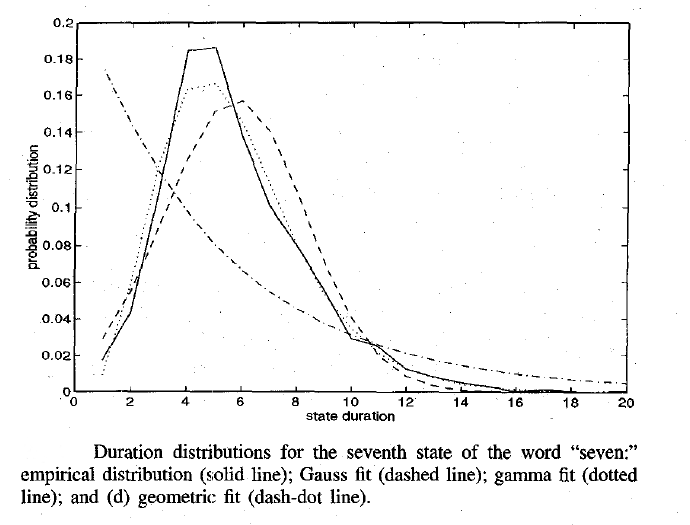 0.2
0.18
0.16
0.14
0.12
0.1
0.08
0.06
0.04
0.02
0
probability distribution
0 2 4 6 8 10 12 14 16 18 20
state duration
Duration distributions for the seventh state of the word “seven:”
empirical distribution (solid line); Gauss fit (dashed line); gamma fit (dotted
line); and (d) geometric fit (dash-dot line).